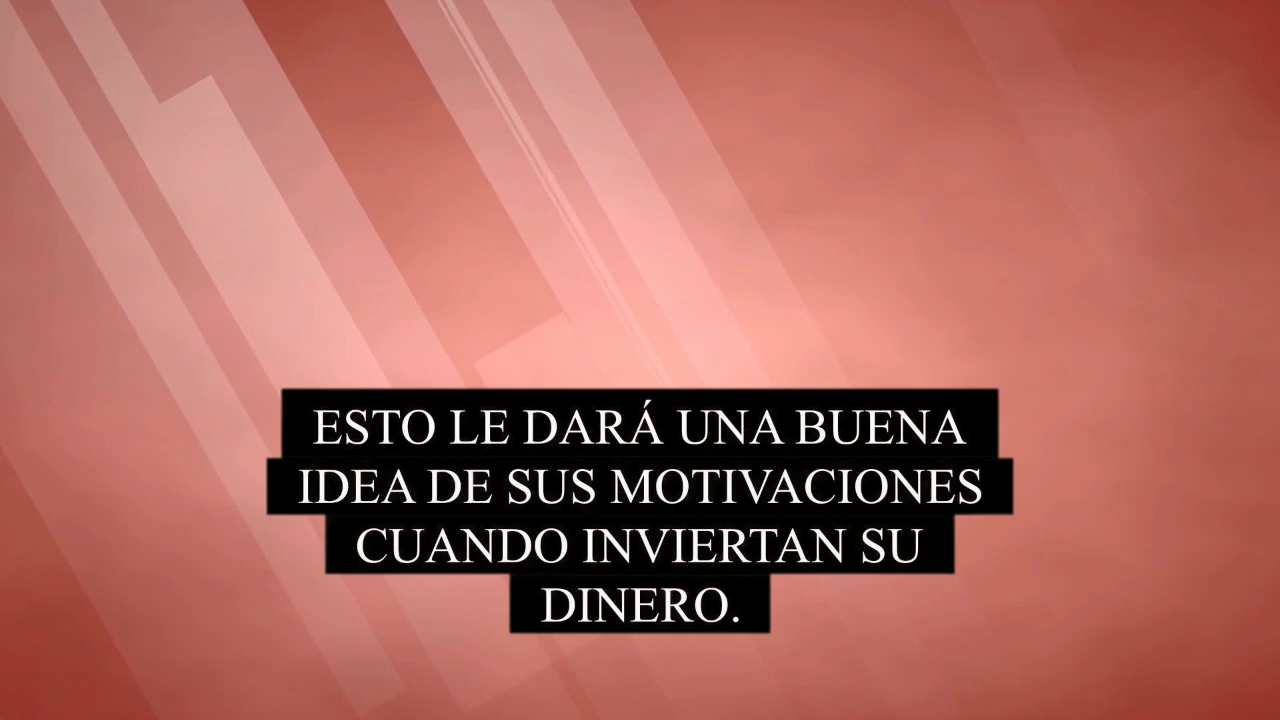 ESTO LE DARÁ UNA BUENA
IDEA DE SUS MOTIVACIONES
CUANDO INVIERTAN SU
DINERO.